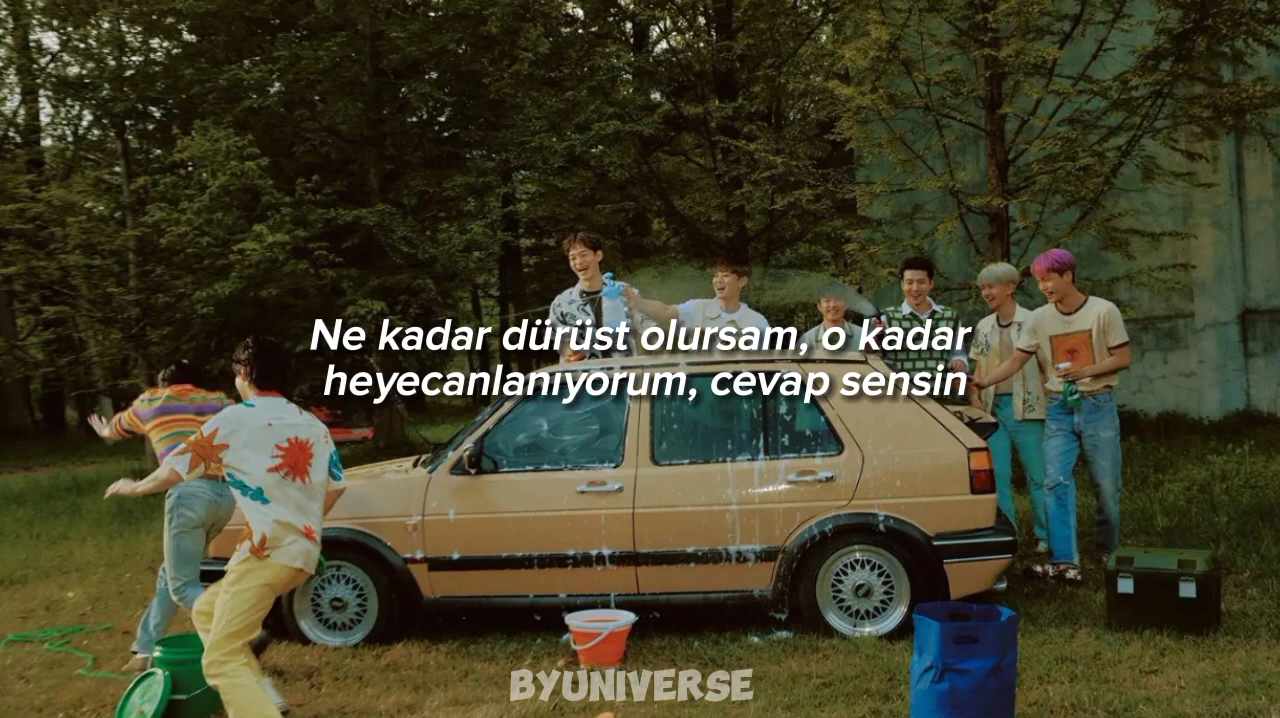 Ne kadar dürüst olursam, o kadar
heyecanlanıyorum, cevap sensin
BYUNIVERSE